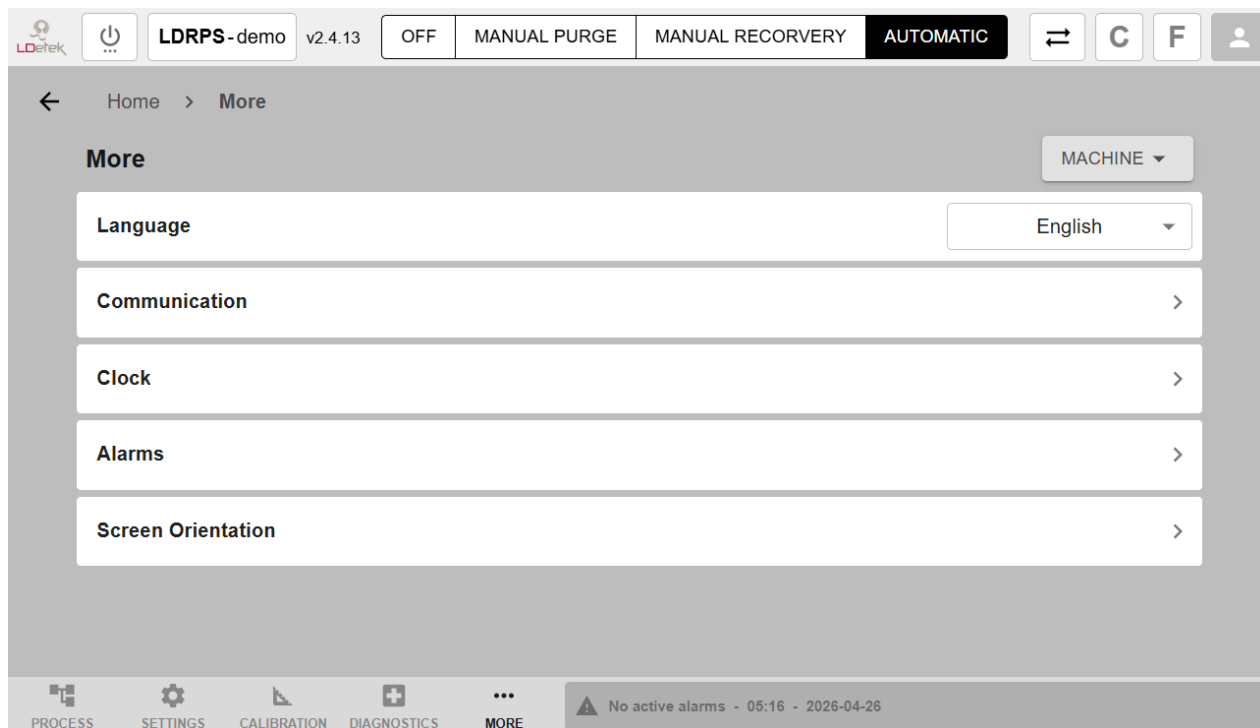 LDetek
LDRPS-demo v2.4.13 OFF MANUAL PURGE MANUAL RECORVERY AUTOMATIC C F
Home > More
More
MACHINE
Language
English
Communication
Clock
Alarms
Screen Orientation
PROCESS SETTINGS CALIBRATION DIAGNOSTICS MORE
No active alarms - 05:16 - 2026-04-26